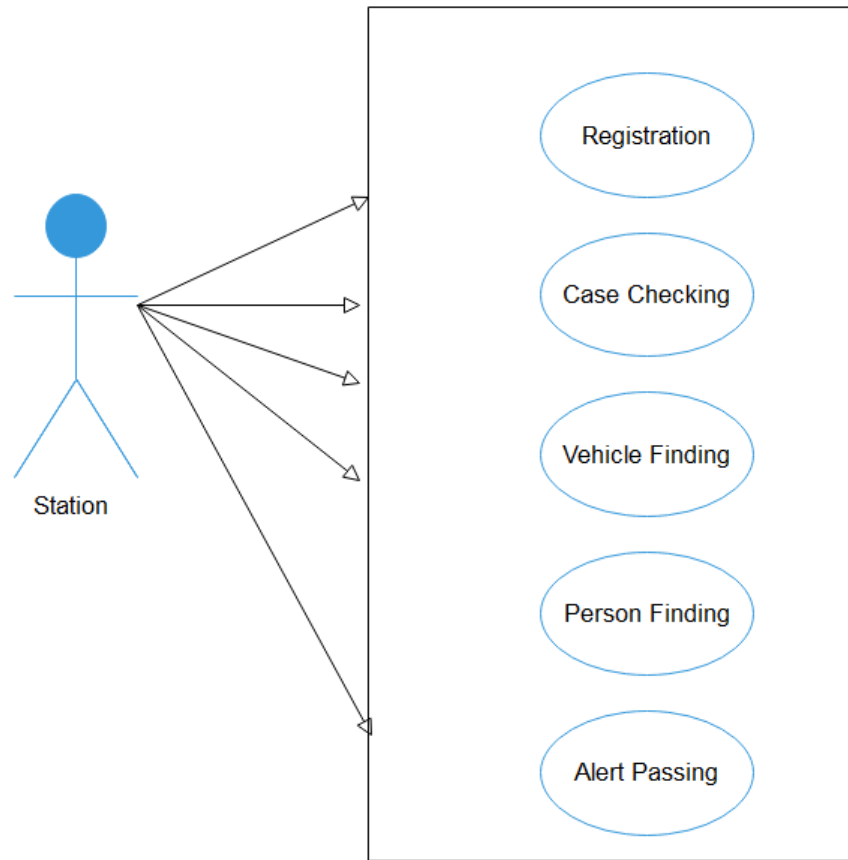 Registration
Case Checking
Vehicle Finding
Station
Person Finding
Alert Passing